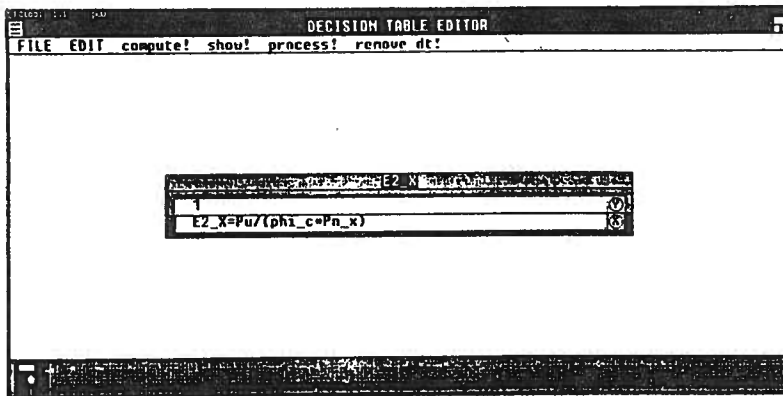 DECISION TABLE EDITOR
FILE EDIT compute! show! process! remove dt!
E2_X
1 Y
E2_X=Pu/(phi_c*Pn_x) X